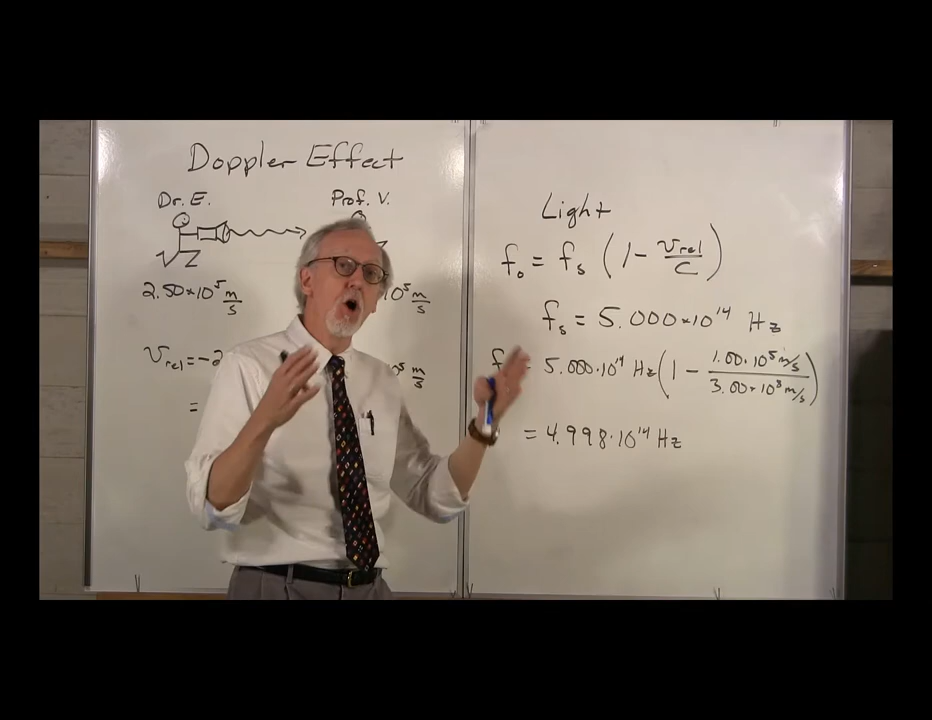 Doppler Effect
Dr. E. Prof. V.
2.50×10⁵ m/s 10⁵ m/s
v_rel = -2 0⁵ m/s
=
Light
f_o = f_s (1 - v_rel/c)
f_s = 5.000×10¹⁴ Hz
f = 5.000·10¹⁴ Hz (1 - 1.00·10⁵ m/s / 3.00×10⁸ m/s)
= 4.998·10¹⁴ Hz